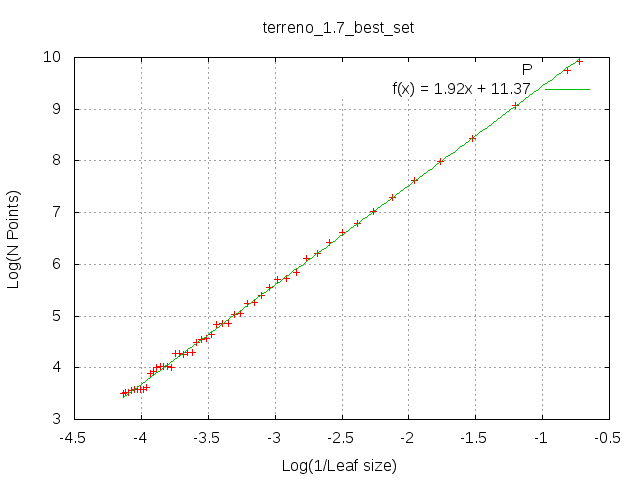 terreno_1.7_best_set
10
9
8
7
6
5
4
3
Log(N Points)
P
f(x) = 1.92x + 11.37
-4.5 -4 -3.5 -3 -2.5 -2 -1.5 -1 -0.5
Log(1/Leaf size)